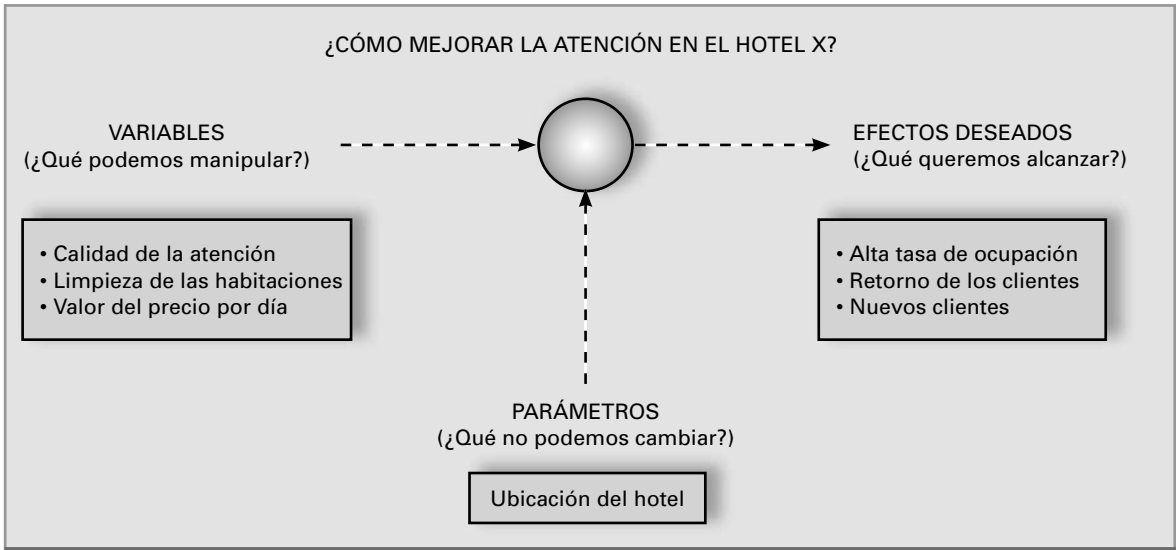 ¿CÓMO MEJORAR LA ATENCIÓN EN EL HOTEL X?
VARIABLES
(¿Qué podemos manipular?)
• Calidad de la atención
• Limpieza de las habitaciones
• Valor del precio por día
EFECTOS DESEADOS
(¿Qué queremos alcanzar?)
• Alta tasa de ocupación
• Retorno de los clientes
• Nuevos clientes
PARÁMETROS
(¿Qué no podemos cambiar?)
Ubicación del hotel